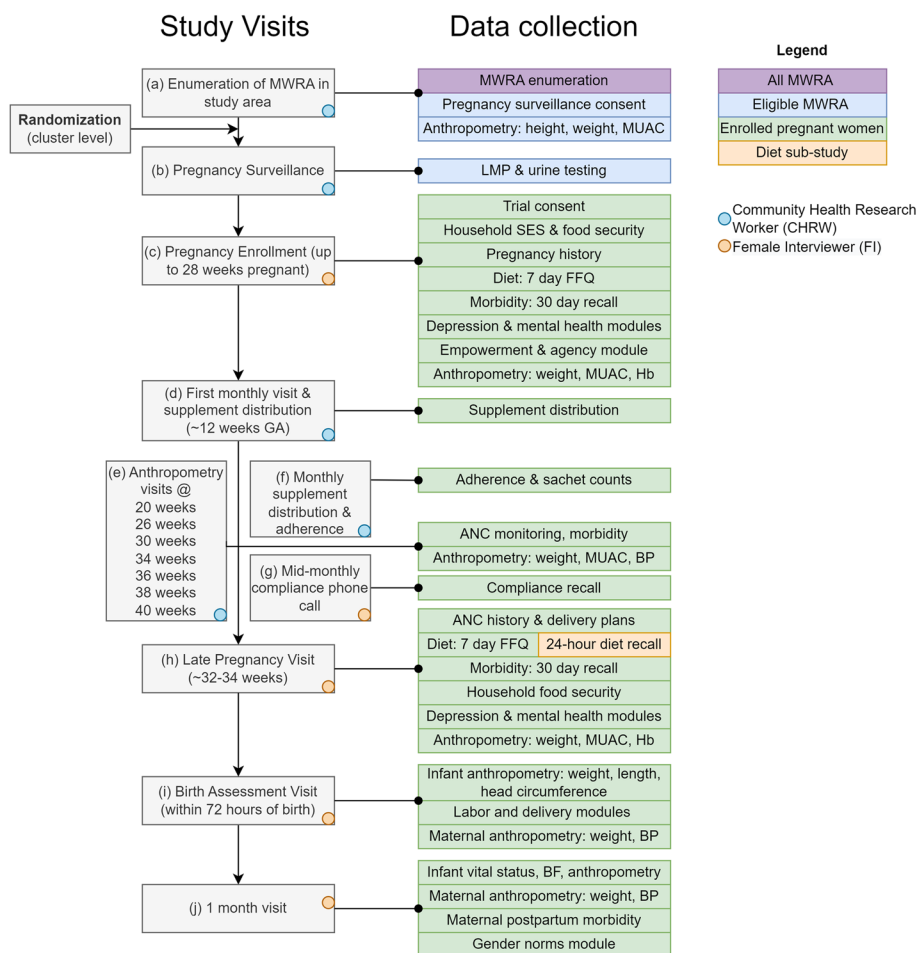 Study Visits
Data collection
Legend
(a) Enumeration of MWRA in
study area
MWRA enumeration
Pregnancy surveillance consent
Anthropometry: height, weight, MUAC
All MWRA
Eligible MWRA
Enrolled pregnant women
Diet sub-study
Randomization
(cluster level)
(b) Pregnancy Surveillance
LMP & urine testing
Community Health Research
Worker (CHRW)
Female Interviewer (FI)
(c) Pregnancy Enrollment (up
to 28 weeks pregnant)
Trial consent
Household SES & food security
Pregnancy history
Diet: 7 day FFQ
Morbidity: 30 day recall
Depression & mental health modules
Empowerment & agency module
Anthropometry: weight, MUAC, Hb
(d) First monthly visit &
supplement distribution
(~12 weeks GA)
Supplement distribution
(e) Anthropometry
visits @
20 weeks
26 weeks
30 weeks
34 weeks
36 weeks
38 weeks
40 weeks
(f) Monthly
supplement
distribution &
adherence
Adherence & sachet counts
ANC monitoring, morbidity
Anthropometry: weight, MUAC, BP
(g) Mid-monthly
compliance phone
call
Compliance recall
(h) Late Pregnancy Visit
(~32-34 weeks)
ANC history & delivery plans
Diet: 7 day FFQ
24-hour diet recall
Morbidity: 30 day recall
Household food security
Depression & mental health modules
Anthropometry: weight, MUAC, Hb
(i) Birth Assessment Visit
(within 72 hours of birth)
Infant anthropometry: weight, length,
head circumference
Labor and delivery modules
Maternal anthropometry: weight, BP
(j) 1 month visit
Infant vital status, BF, anthropometry
Maternal anthropometry: weight, BP
Maternal postpartum morbidity
Gender norms module